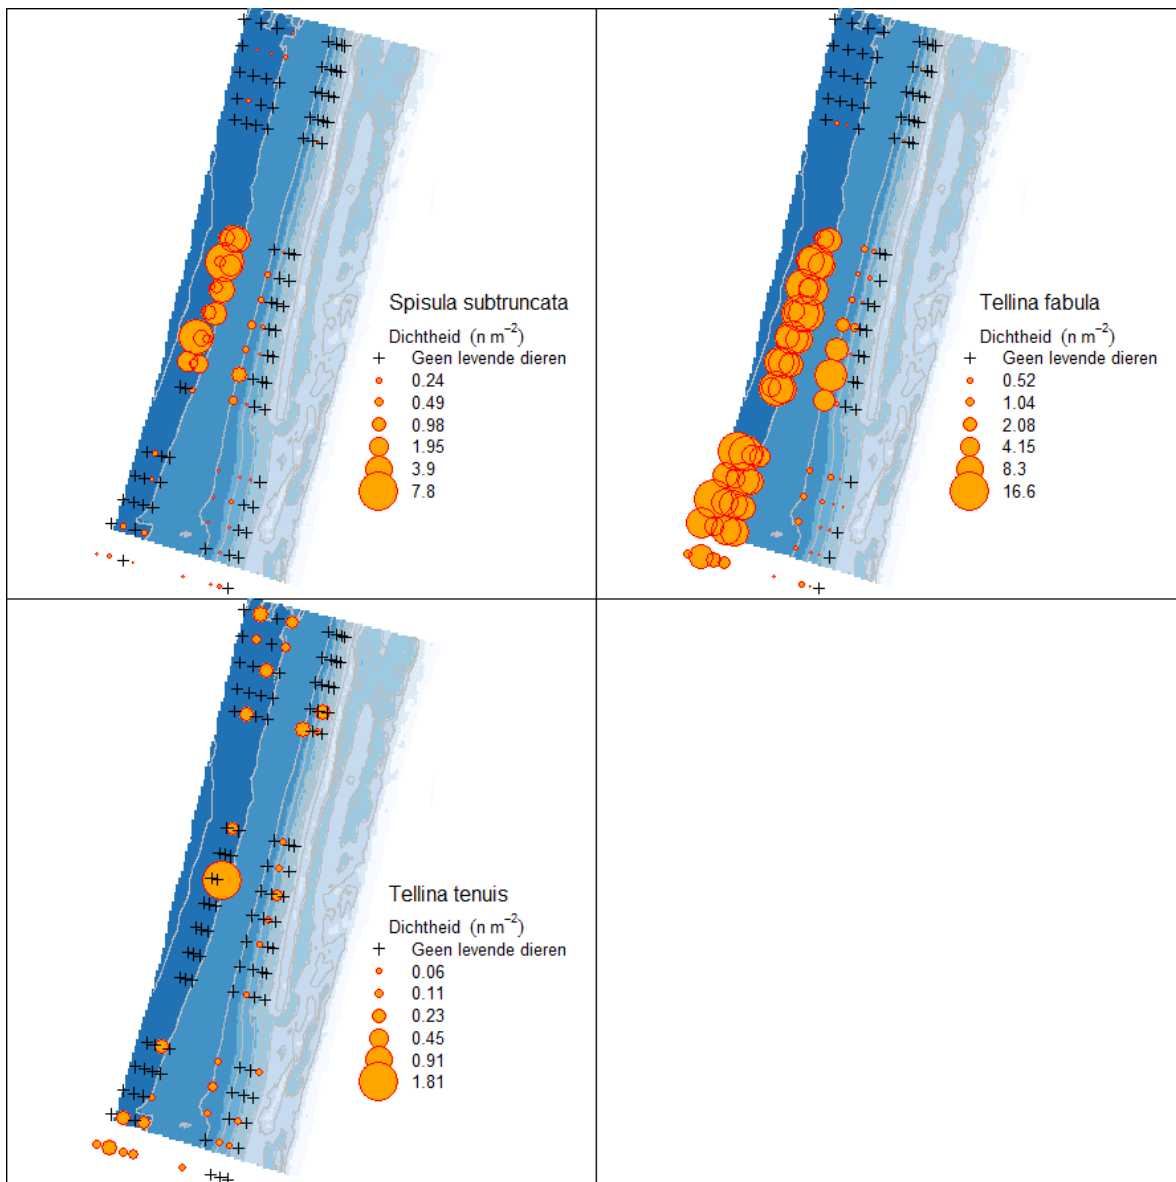 Spisula subtruncata
Dichtheid (n m⁻²)
+ Geen levende dieren
0.24
0.49
0.98
1.95
3.9
7.8
Tellina fabula
Dichtheid (n m⁻²)
+ Geen levende dieren
0.52
1.04
2.08
4.15
8.3
16.6
Tellina tenuis
Dichtheid (n m⁻²)
+ Geen levende dieren
0.06
0.11
0.23
0.45
0.91
1.81